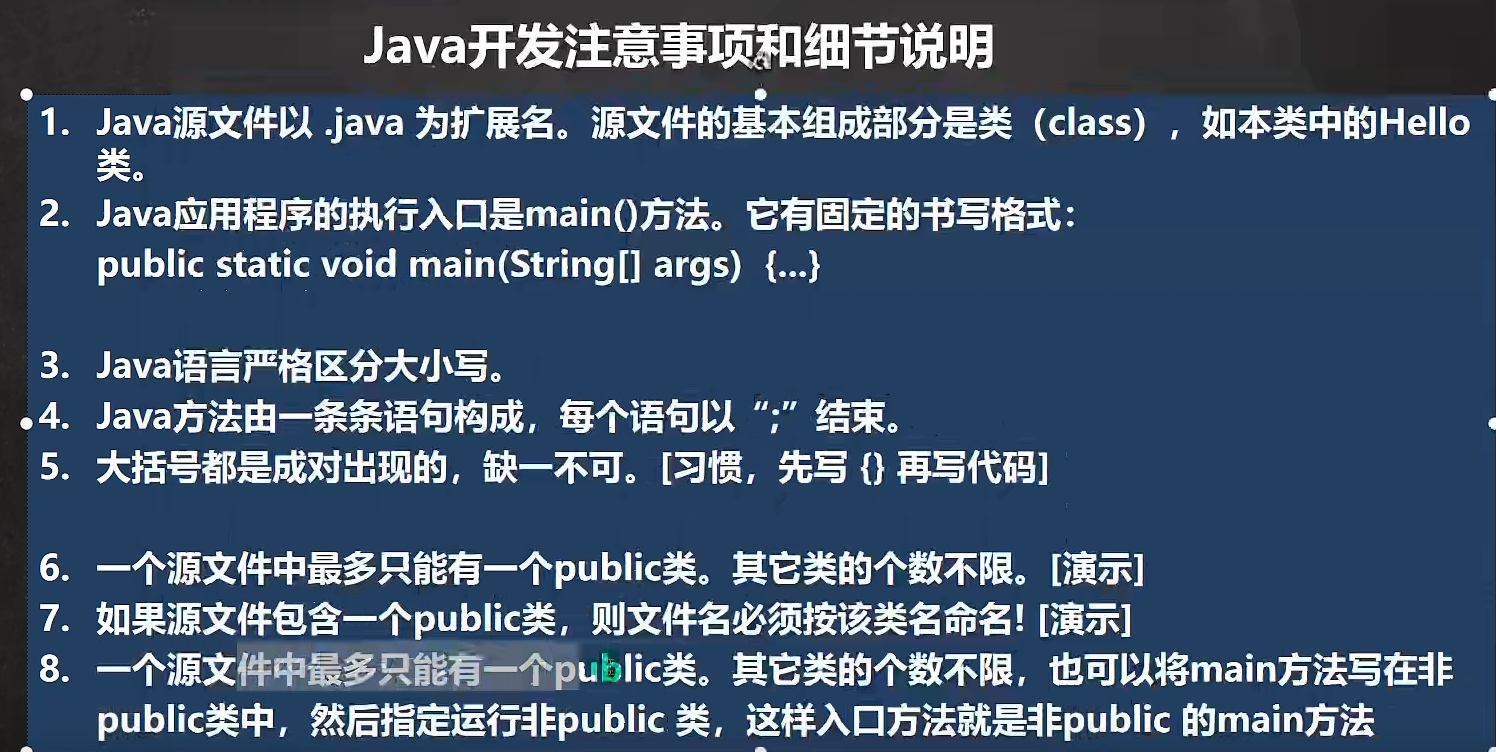 Java开发注意事项和细节说明
1. Java源文件以 .java 为扩展名。源文件的基本组成部分是类（class），如本类中的Hello
类。
2. Java应用程序的执行入口是main()方法。它有固定的书写格式：
public static void main(String[] args) {...}
3. Java语言严格区分大小写。
4. Java方法由一条条语句构成，每个语句以“;”结束。
5. 大括号都是成对出现的，缺一不可。[习惯，先写 {} 再写代码]
6. 一个源文件中最多只能有一个public类。其它类的个数不限。[演示]
7. 如果源文件包含一个public类，则文件名必须按该类名命名! [演示]
8. 一个源文件中最多只能有一个public类。其它类的个数不限，也可以将main方法写在非
public类中，然后指定运行非public 类，这样入口方法就是非public 的main方法